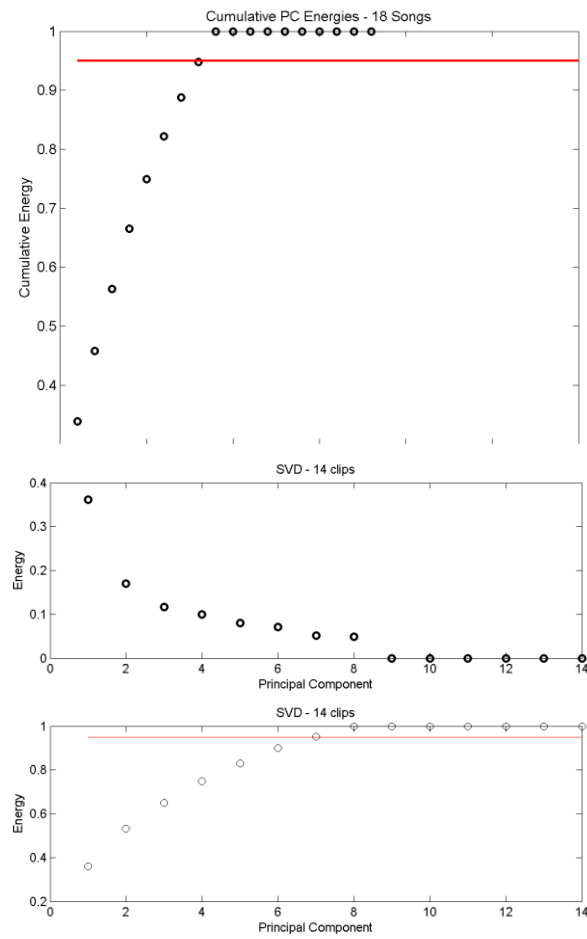 Cumulative PC Energies - 18 Songs
1
0.9
0.8
0.7
0.6
0.5
0.4
Cumulative Energy
SVD - 14 clips
0.4
0.3
0.2
0.1
0
Energy
0 2 4 6 8 10 12 14
Principal Component
SVD - 14 clips
1
0.8
0.6
0.4
0.2
Energy
0 2 4 6 8 10 12 14
Principal Component